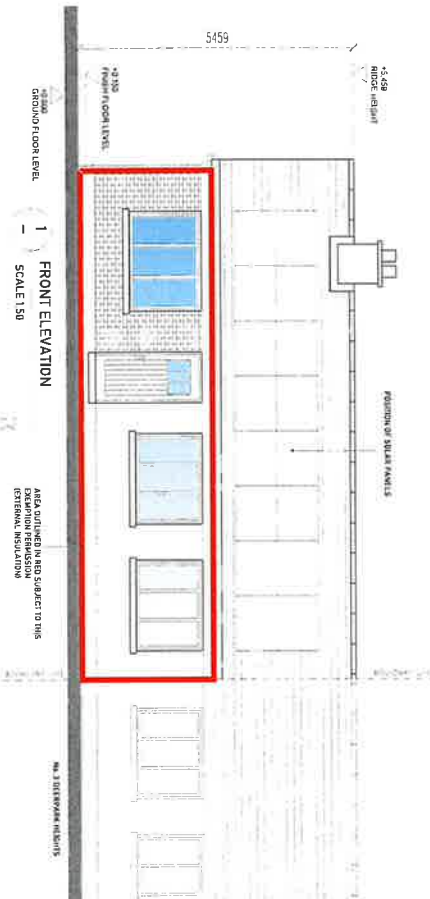 5459
+5.459
RIDGE HEIGHT
POSITION OF SOLAR PANELS
+0.150
FINISH FLOOR LEVEL
+0.000
GROUND FLOOR LEVEL
1
FRONT ELEVATION
SCALE 1:50
AREA OUTLINED IN RED SUBJECT TO THIS
EXEMPTION PERMISSION
(EXTERNAL INSULATION)
No. 3 DEERPARK HEIGHTS